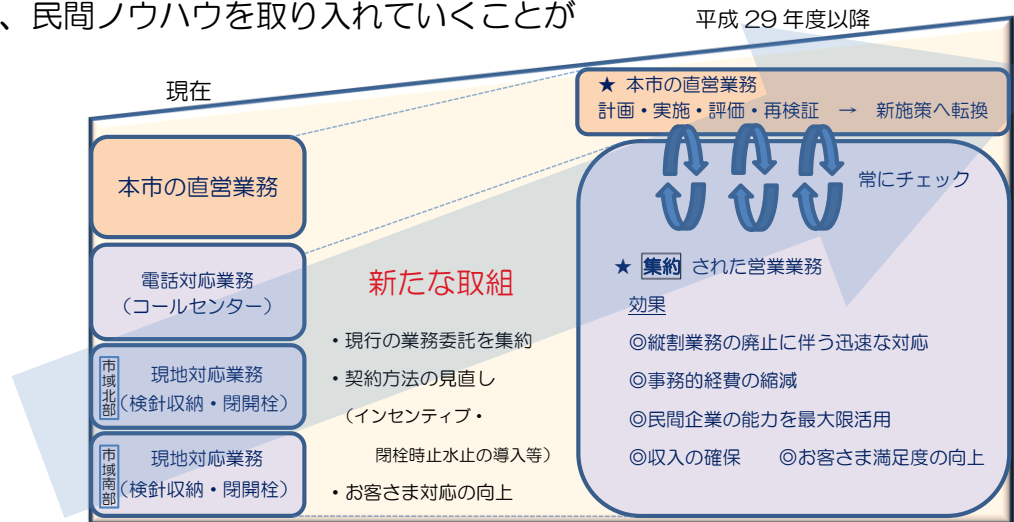 、民間ノウハウを取り入れていくことが
平成 29 年度以降
現在
★ 本市の直営業務
計画・実施・評価・再検証 → 新施策へ転換
常にチェック
本市の直営業務
電話対応業務
（コールセンター）
市域北部
現地対応業務
（検針収納・閉開栓）
市域南部
現地対応業務
（検針収納・閉開栓）
新たな取組
・現行の業務委託を集約
・契約方法の見直し
（インセンティブ・
閉栓時止水止の導入等）
・お客さま対応の向上
★ 集約 された営業業務
効果
◎縦割業務の廃止に伴う迅速な対応
◎事務的経費の縮減
◎民間企業の能力を最大限活用
◎収入の確保 ◎お客さま満足度の向上